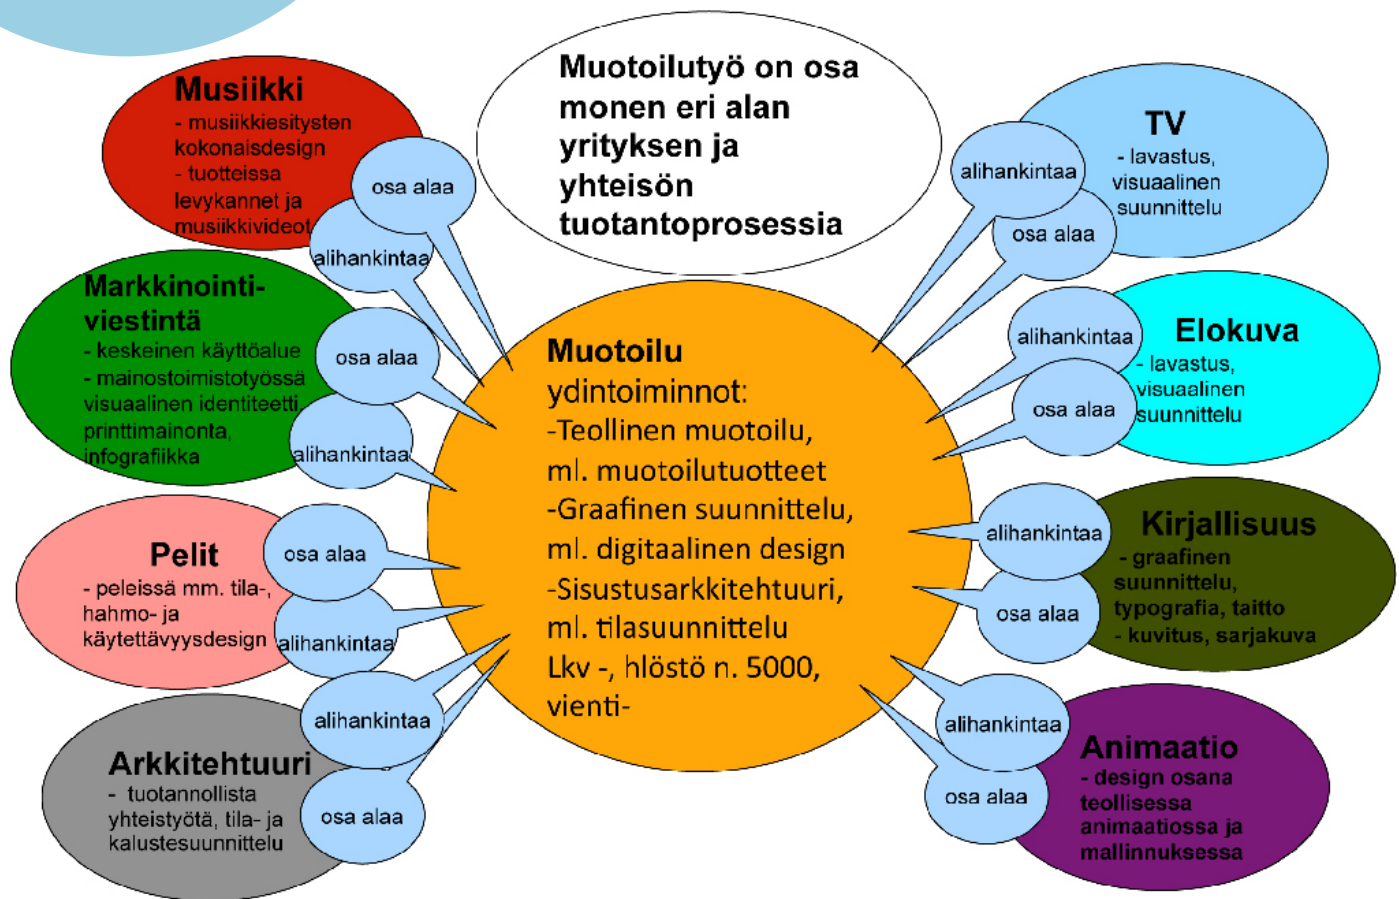 Muotoilutyö on osa
monen eri alan
yrityksen ja
yhteisön
tuotantoprosessia
Musiikki
- musiikkiesitysten
kokonaisdesign
- tuotteissa
levykannet ja
musiikkivideot
osa alaa
alihankintaa
Markkinointi-
viestintä
- keskeinen käyttöalue
- mainostoimistotyössä
visuaalinen identiteetti,
printtimainonta,
infografiikka
osa alaa
alihankintaa
Pelit
- peleissä mm. tila-,
hahmo- ja
käytettävyysdesign
osa alaa
alihankintaa
Arkkitehtuuri
- tuotannollista
yhteistyötä, tila- ja
kalustesuunnittelu
alihankintaa
osa alaa
Muotoilu
ydintoiminnot:
-Teollinen muotoilu,
ml. muotoilutuotteet
-Graafinen suunnittelu,
ml. digitaalinen design
-Sisustusarkkitehtuuri,
ml. tilasuunnittelu
Lkv -, hlöstö n. 5000,
vienti-
TV
- lavastus,
visuaalinen
suunnittelu
alihankintaa
osa alaa
Elokuva
- lavastus,
visuaalinen
suunnittelu
alihankintaa
osa alaa
Kirjallisuus
- graafinen
suunnittelu,
typografia, taitto
- kuvitus, sarjakuva
alihankintaa
osa alaa
Animaatio
- design osana
teollisessa
animaatiossa ja
mallinnuksessa
alihankintaa
osa alaa